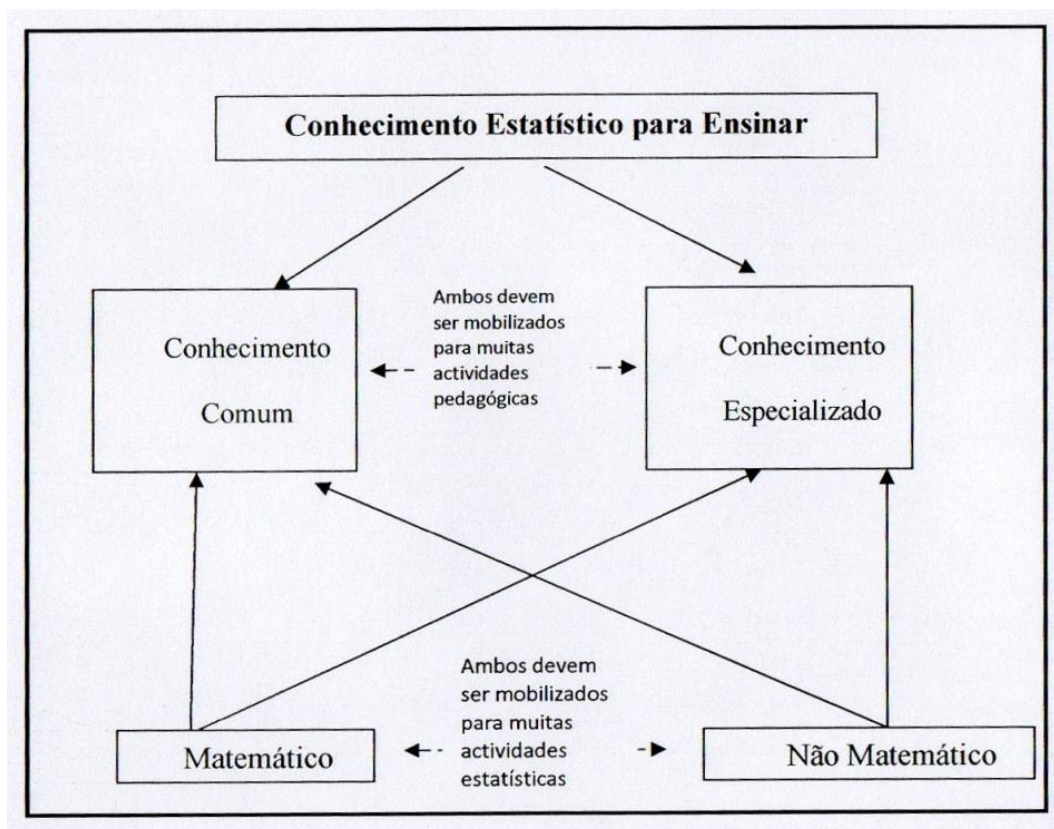 Conhecimento Estatístico para Ensinar
Ambos devem
ser mobilizados
para muitas
actividades
pedagógicas
Conhecimento
Comum
Conhecimento
Especializado
Ambos devem
ser mobilizados
para muitas
actividades
estatísticas
Matemático
Não Matemático